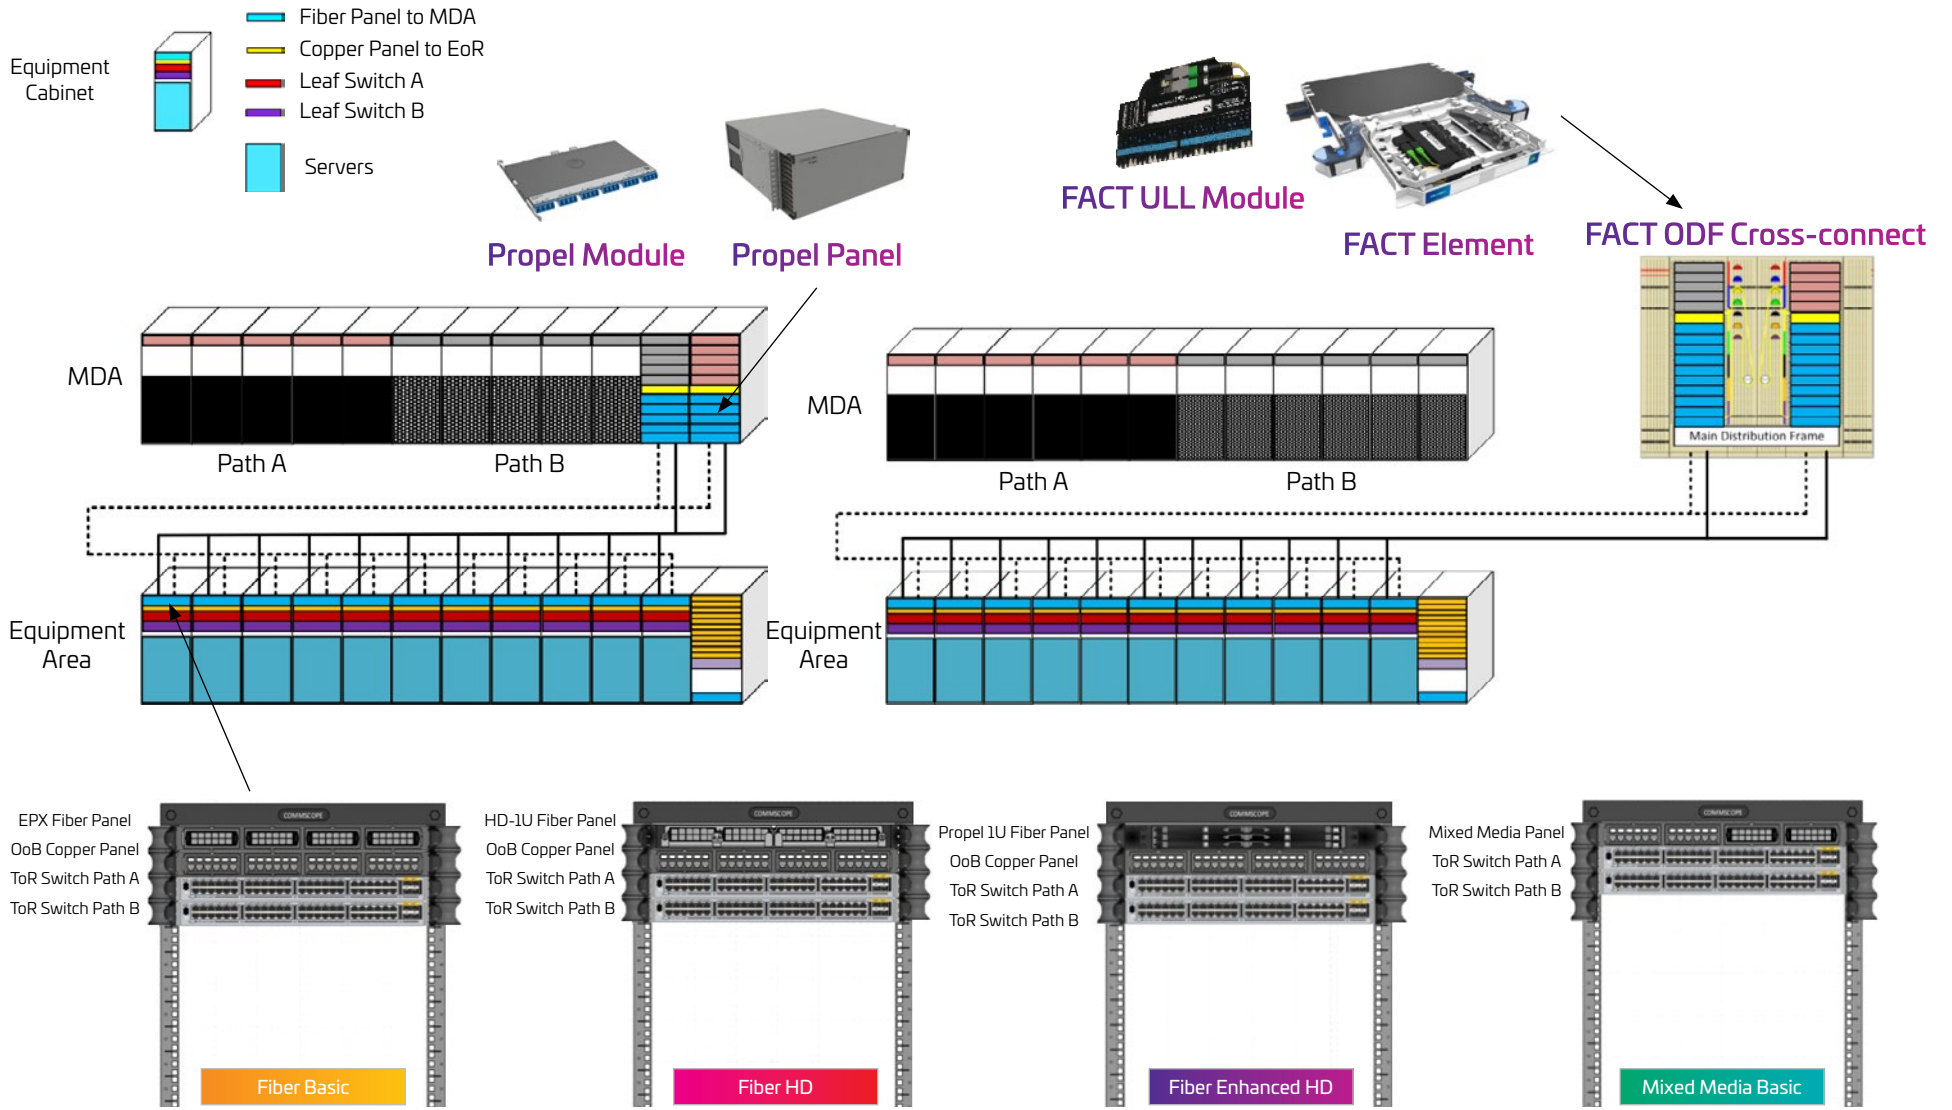 Fiber Panel to MDA
Copper Panel to EoR
Leaf Switch A
Leaf Switch B
Servers
Equipment
Cabinet
Propel Module
Propel Panel
FACT ULL Module
FACT Element
FACT ODF Cross-connect
MDA
Path A
Path B
MDA
Path A
Path B
Main Distribution Frame
Equipment
Area
Equipment
Area
EPX Fiber Panel
OoB Copper Panel
ToR Switch Path A
ToR Switch Path B
COMMSCOPE
Fiber Basic
HD-1U Fiber Panel
OoB Copper Panel
ToR Switch Path A
ToR Switch Path B
COMMSCOPE
Fiber HD
Propel 1U Fiber Panel
OoB Copper Panel
ToR Switch Path A
ToR Switch Path B
COMMSCOPE
Fiber Enhanced HD
Mixed Media Panel
ToR Switch Path A
ToR Switch Path B
COMMSCOPE
Mixed Media Basic